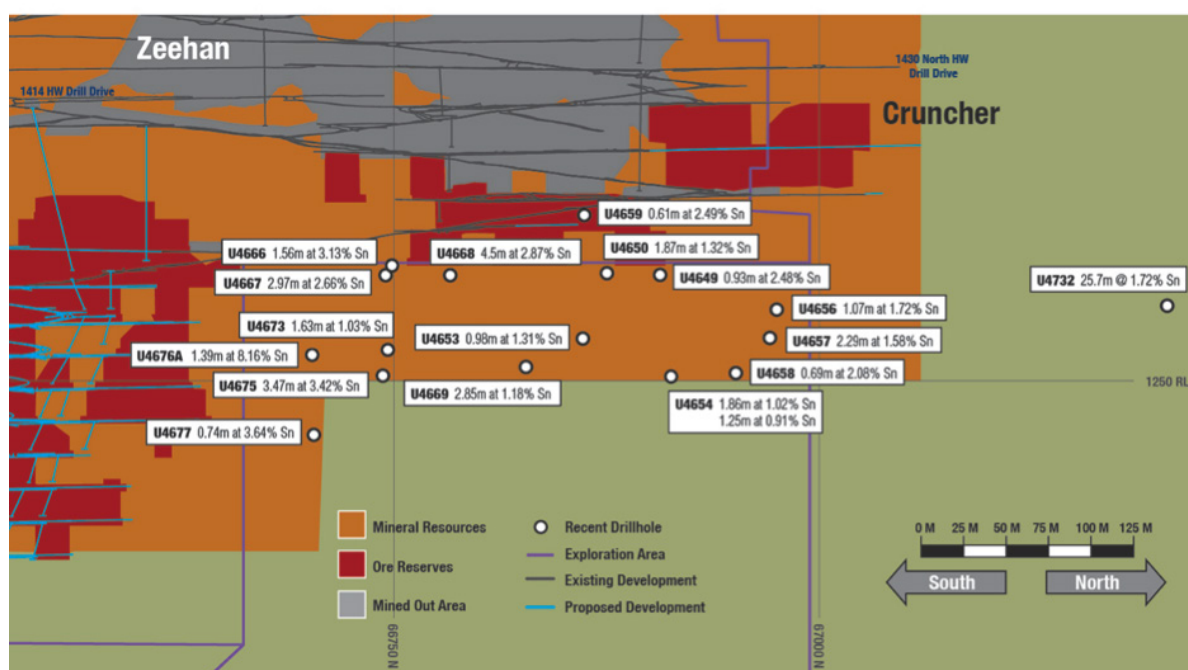 Zeehan
1430 North HW
Drill Drive
1414 HW Drill Drive
Cruncher
U4659 0.61m at 2.49% Sn
U4666 1.56m at 3.13% Sn
U4668 4.5m at 2.87% Sn
U4650 1.87m at 1.32% Sn
U4667 2.97m at 2.66% Sn
U4649 0.93m at 2.48% Sn
U4732 25.7m @ 1.72% Sn
U4656 1.07m at 1.72% Sn
U4673 1.63m at 1.03% Sn
U4653 0.98m at 1.31% Sn
U4657 2.29m at 1.58% Sn
U4676A 1.39m at 8.16% Sn
U4675 3.47m at 3.42% Sn
U4669 2.85m at 1.18% Sn
U4658 0.69m at 2.08% Sn
1250 RL
U4654 1.86m at 1.02% Sn
1.25m at 0.91% Sn
U4677 0.74m at 3.64% Sn
Mineral Resources
Ore Reserves
Mined Out Area
Recent Drillhole
Exploration Area
Existing Development
Proposed Development
0 M 25 M 50 M 75 M 100 M 125 M
South
North
66750 N
67000 N